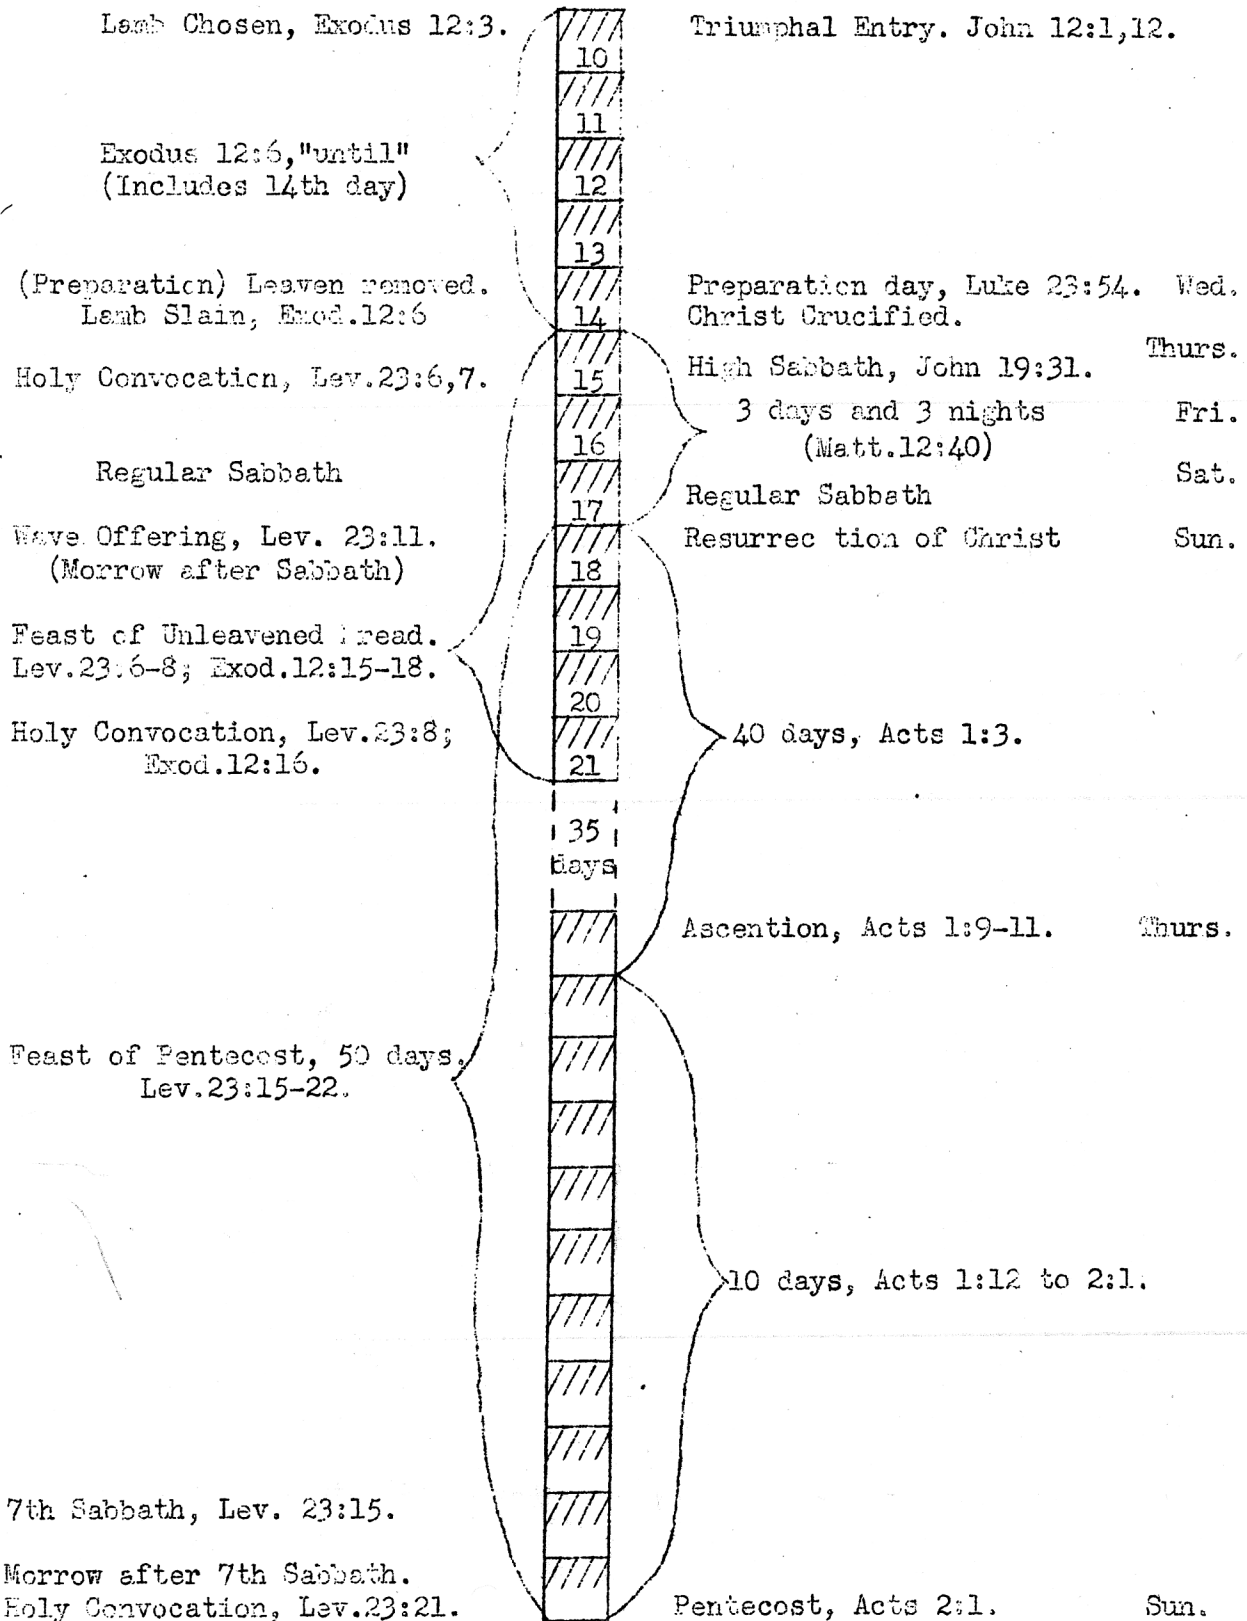 Lamb Chosen, Exodus 12:3.
Triumphal Entry. John 12:1,12.
10
11
Exodus 12:6,"until"
(Includes 14th day)
12
13
(Preparation) Leaven removed.
Lamb Slain, Exod.12:6
14
Preparation day, Luke 23:54. Wed.
Christ Crucified.
Thurs.
Holy Convocation, Lev.23:6,7.
15
High Sabbath, John 19:31.
3 days and 3 nights Fri.
(Matt.12:40)
16
Regular Sabbath
Sat.
17
Regular Sabbath
Wave Offering, Lev. 23:11.
(Morrow after Sabbath)
Resurrec tion of Christ Sun.
18
Feast of Unleavened Bread.
Lev.23:6-8; Exod.12:15-18.
19
20
Holy Convocation, Lev.23:8;
Exod.12:16.
21
40 days, Acts 1:3.
35
days
Ascention, Acts 1:9-11. Thurs.
Feast of Pentecost, 50 days.
Lev.23:15-22.
10 days, Acts 1:12 to 2:1.
7th Sabbath, Lev. 23:15.
Morrow after 7th Sabbath.
Holy Convocation, Lev.23:21.
Pentecost, Acts 2:1. Sun.